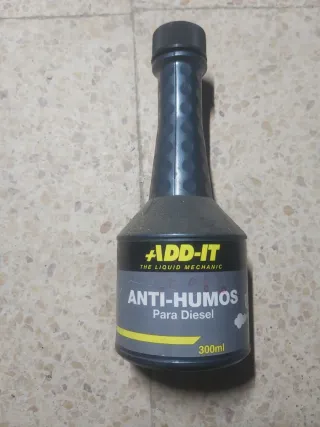 ADD-IT
THE LIQUID MECHANIC
ANTI-HUMOS
Para Diesel
300ml